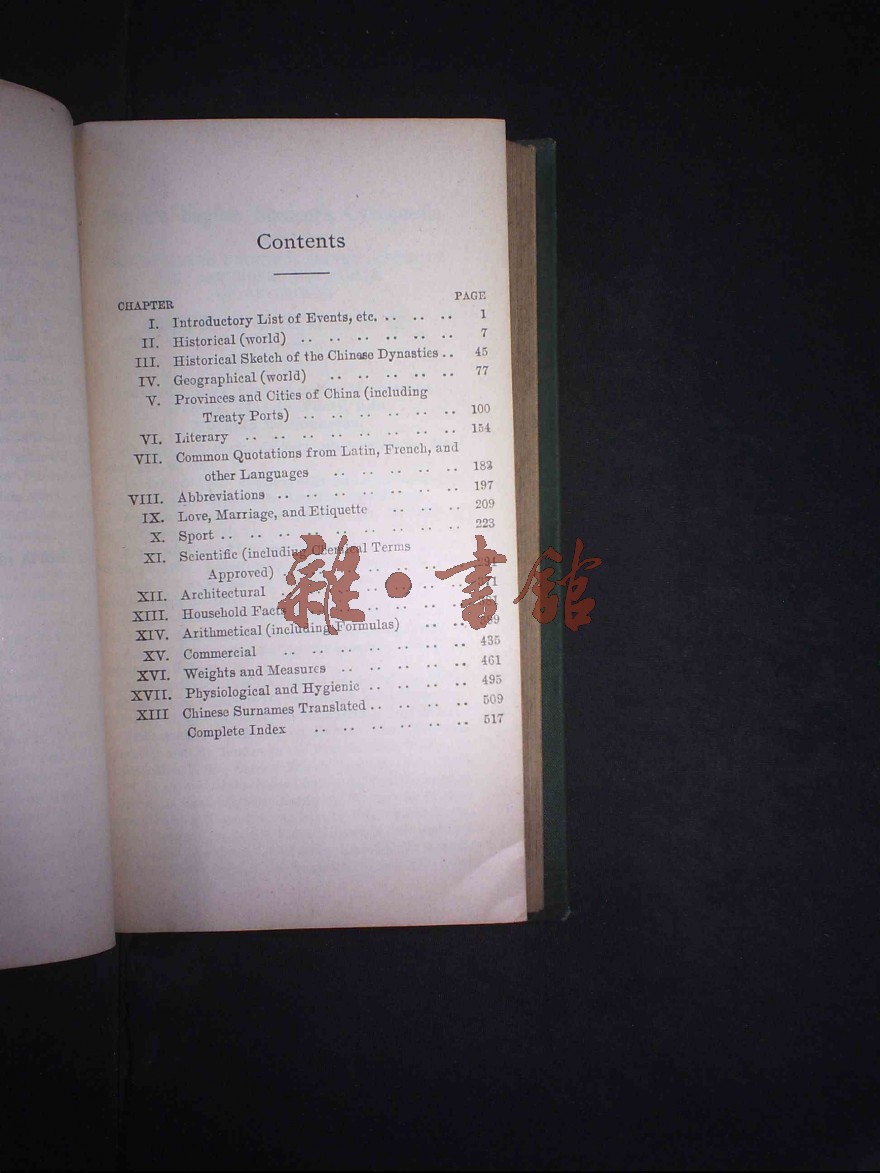 Contents
CHAPTER PAGE
I. Introductory List of Events, etc. .. .. .. .. 1
II. Historical (world) .. .. .. .. .. .. 7
III. Historical Sketch of the Chinese Dynasties .. 45
IV. Geographical (world) .. .. .. .. .. 77
V. Provinces and Cities of China (including
Treaty Ports) .. .. .. .. .. .. 100
VI. Literary .. .. .. .. .. .. .. .. 154
VII. Common Quotations from Latin, French, and
other Languages .. .. .. .. .. 183
VIII. Abbreviations .. .. .. .. .. .. .. 197
IX. Love, Marriage, and Etiquette .. .. .. 209
X. Sport .. .. .. .. .. .. .. .. .. 223
XI. Scientific (including Chemical Terms
Approved) .. .. .. .. .. ..
XII. Architectural .. .. .. .. .. ..
XIII. Household Facts .. .. .. .. .. ..
XIV. Arithmetical (including Formulas) .. ..
XV. Commercial .. .. .. .. .. .. .. 435
XVI. Weights and Measures .. .. .. .. .. 461
XVII. Physiological and Hygienic .. .. .. .. 495
XIII Chinese Surnames Translated .. .. .. .. 509
Complete Index .. .. .. .. .. .. 517
雜·書館